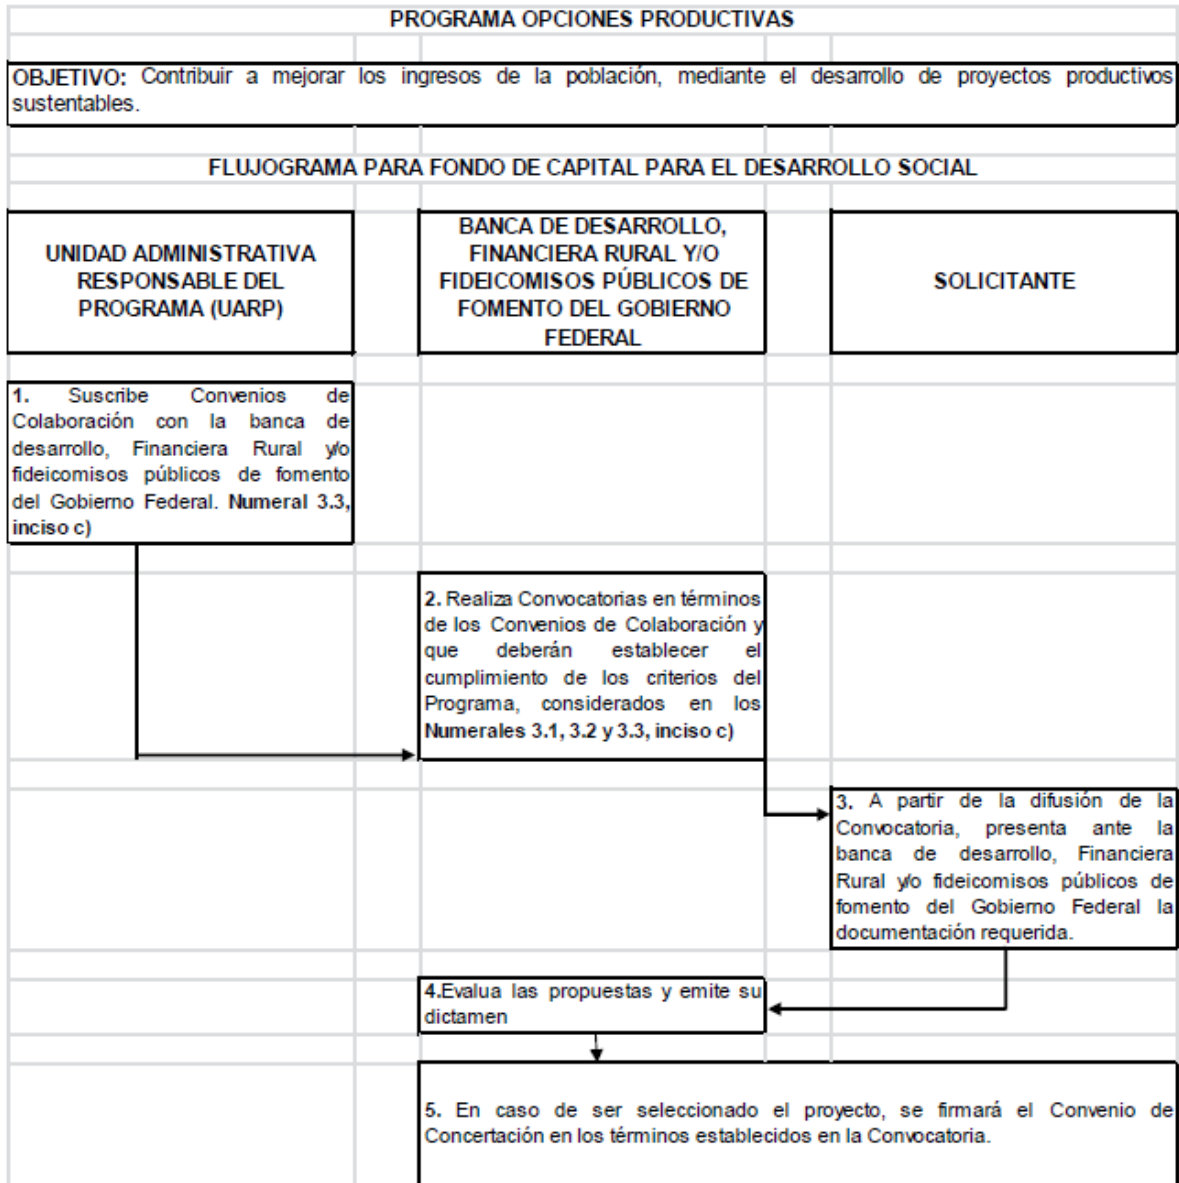 PROGRAMA OPCIONES PRODUCTIVAS
OBJETIVO: Contribuir a mejorar los ingresos de la población, mediante el desarrollo de proyectos productivos
sustentables.
FLUJOGRAMA PARA FONDO DE CAPITAL PARA EL DESARROLLO SOCIAL
UNIDAD ADMINISTRATIVA
RESPONSABLE DEL
PROGRAMA (UARP)
BANCA DE DESARROLLO,
FINANCIERA RURAL Y/O
FIDEICOMISOS PÚBLICOS DE
FOMENTO DEL GOBIERNO
FEDERAL
SOLICITANTE
1. Suscribe Convenios de
Colaboración con la banca de
desarrollo, Financiera Rural y/o
fideicomisos públicos de fomento
del Gobierno Federal. Numeral 3.3,
inciso c)
2. Realiza Convocatorias en términos
de los Convenios de Colaboración y
que deberán establecer el
cumplimiento de los criterios del
Programa, considerados en los
Numerales 3.1, 3.2 y 3.3, inciso c)
3. A partir de la difusión de la
Convocatoria, presenta ante la
banca de desarrollo, Financiera
Rural y/o fideicomisos públicos de
fomento del Gobierno Federal la
documentación requerida.
4.Evalua las propuestas y emite su
dictamen
5. En caso de ser seleccionado el proyecto, se firmará el Convenio de
Concertación en los términos establecidos en la Convocatoria.